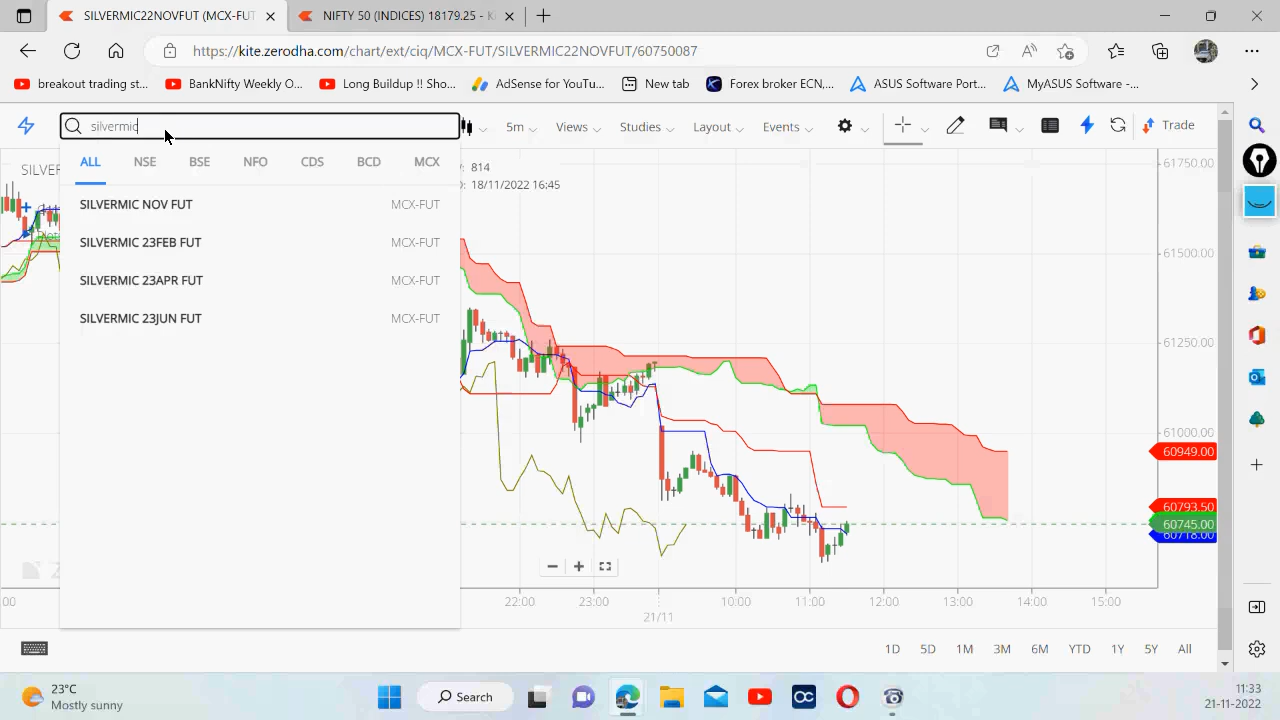 SILVERMIC22NOVFUT (MCX-FUT
NIFTY 50 (INDICES) 18179.25 - Ki
https://kite.zerodha.com/chart/ext/ciq/MCX-FUT/SILVERMIC22NOVFUT/60750087
breakout trading st...
BankNifty Weekly O...
Long Buildup !! Sho...
AdSense for YouTu...
New tab
Forex broker ECN,...
ASUS Software Port...
MyASUS Software -...
silvermic
5m
Views
Studies
Layout
Events
Trade
ALL
NSE
BSE
NFO
CDS
BCD
MCX
SILVER
814
18/11/2022 16:45
SILVERMIC NOV FUT MCX-FUT
SILVERMIC 23FEB FUT MCX-FUT
SILVERMIC 23APR FUT MCX-FUT
SILVERMIC 23JUN FUT MCX-FUT
61750.00
61500.00
61250.00
61000.00
60949.00
60793.50
60745.00
60718.00
:00
22:00
23:00
10:00
11:00
12:00
13:00
14:00
15:00
21/11
1D
5D
1M
3M
6M
YTD
1Y
5Y
All
23°C
Mostly sunny
Search
11:33
21-11-2022